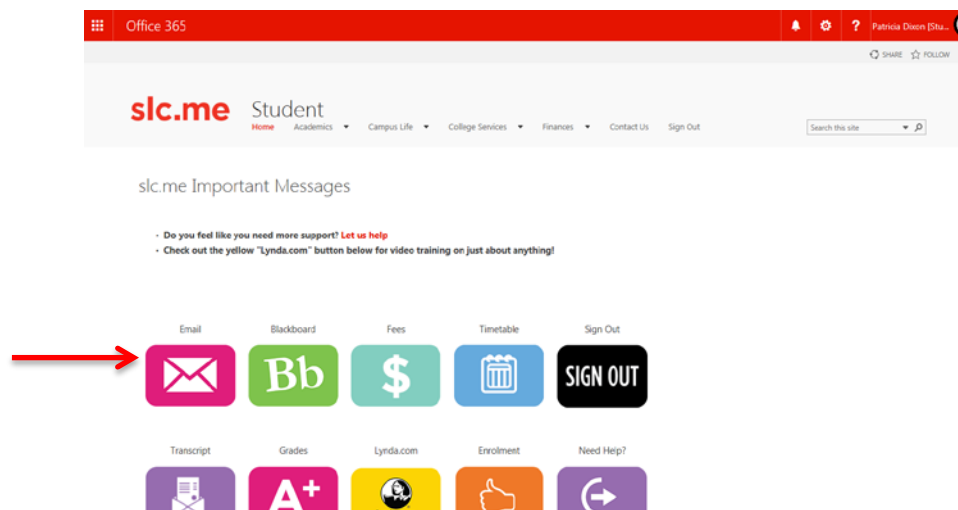 Office 365
? Patricia Dixon [Stu...
SHARE FOLLOW
slc.me Student
Home Academics Campus Life College Services Finances Contact Us Sign Out
Search this site
slc.me Important Messages
- Do you feel like you need more support? Let us help
- Check out the yellow "Lynda.com" button below for video training on just about anything!
Email Blackboard Fees Timetable Sign Out
Bb $ SIGN OUT
Transcript Grades Lynda.com Enrolment Need Help?
A+